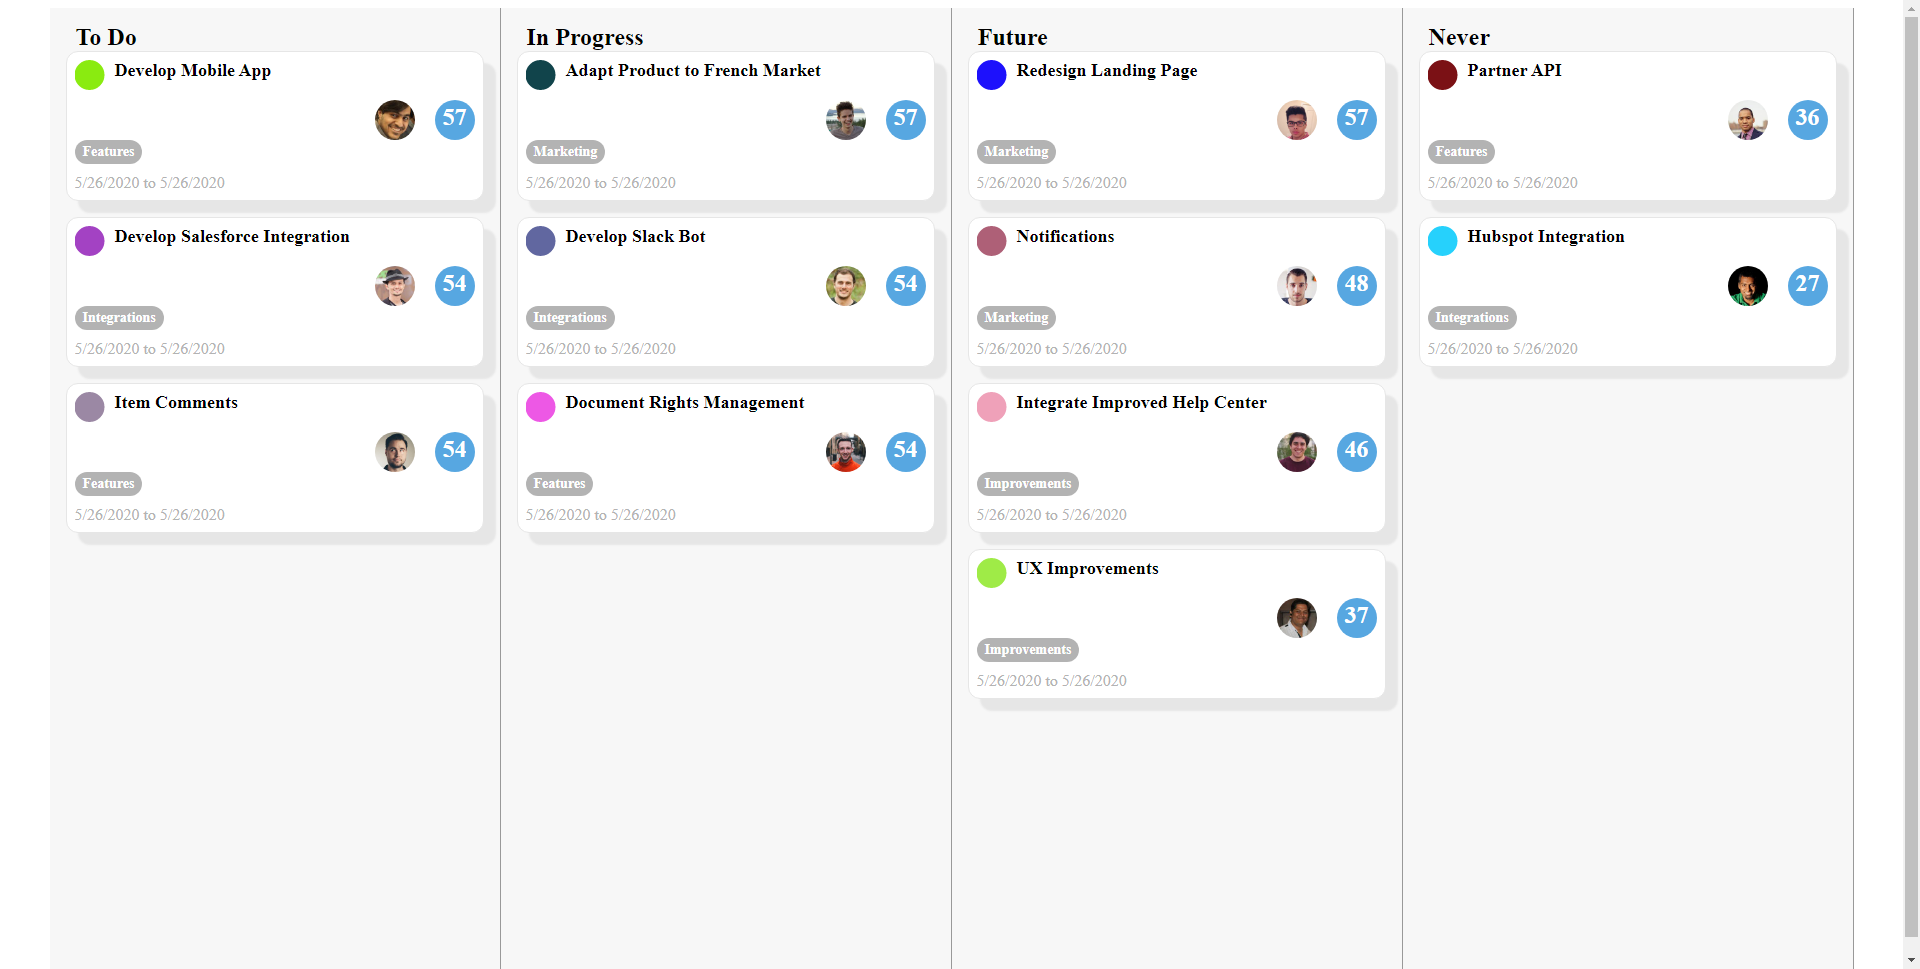 To Do
Develop Mobile App
57
Features
5/26/2020 to 5/26/2020
Develop Salesforce Integration
54
Integrations
5/26/2020 to 5/26/2020
Item Comments
54
Features
5/26/2020 to 5/26/2020
In Progress
Adapt Product to French Market
57
Marketing
5/26/2020 to 5/26/2020
Develop Slack Bot
54
Integrations
5/26/2020 to 5/26/2020
Document Rights Management
54
Features
5/26/2020 to 5/26/2020
Future
Redesign Landing Page
57
Marketing
5/26/2020 to 5/26/2020
Notifications
48
Marketing
5/26/2020 to 5/26/2020
Integrate Improved Help Center
46
Improvements
5/26/2020 to 5/26/2020
UX Improvements
37
Improvements
5/26/2020 to 5/26/2020
Never
Partner API
36
Features
5/26/2020 to 5/26/2020
Hubspot Integration
27
Integrations
5/26/2020 to 5/26/2020